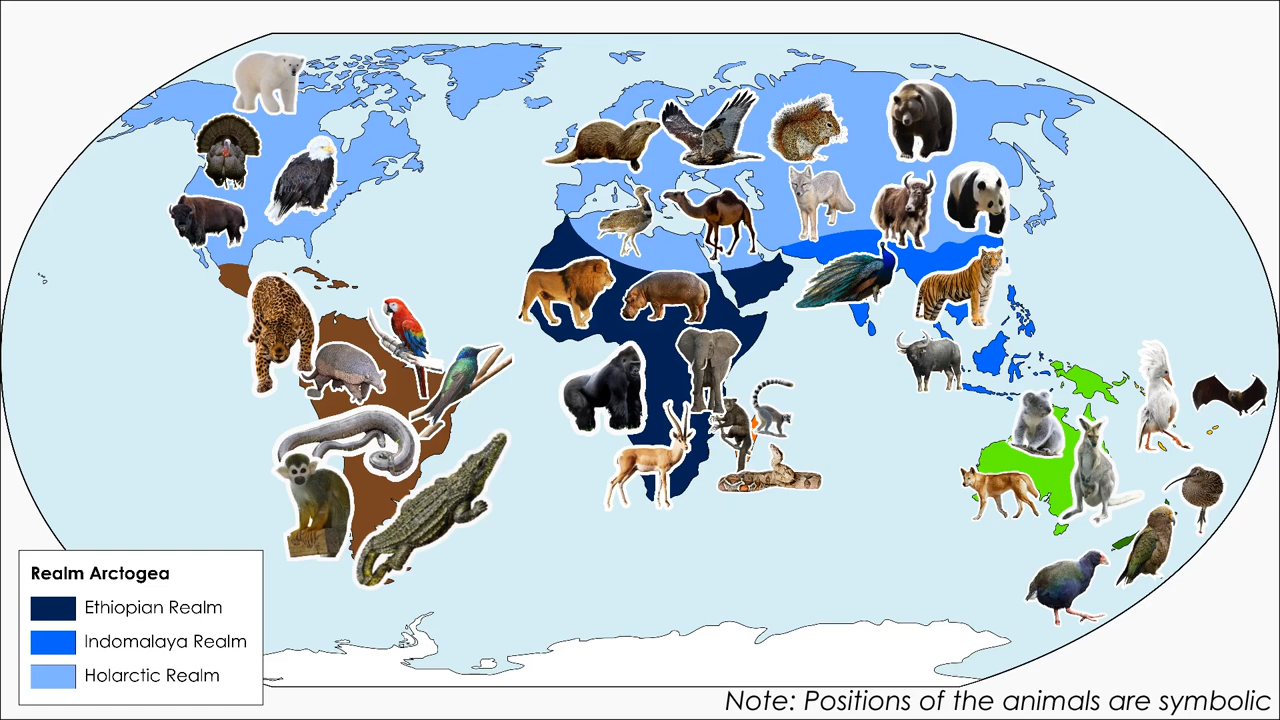 Realm Arctogea
Ethiopian Realm
Indomalaya Realm
Holarctic Realm
Note: Positions of the animals are symbolic